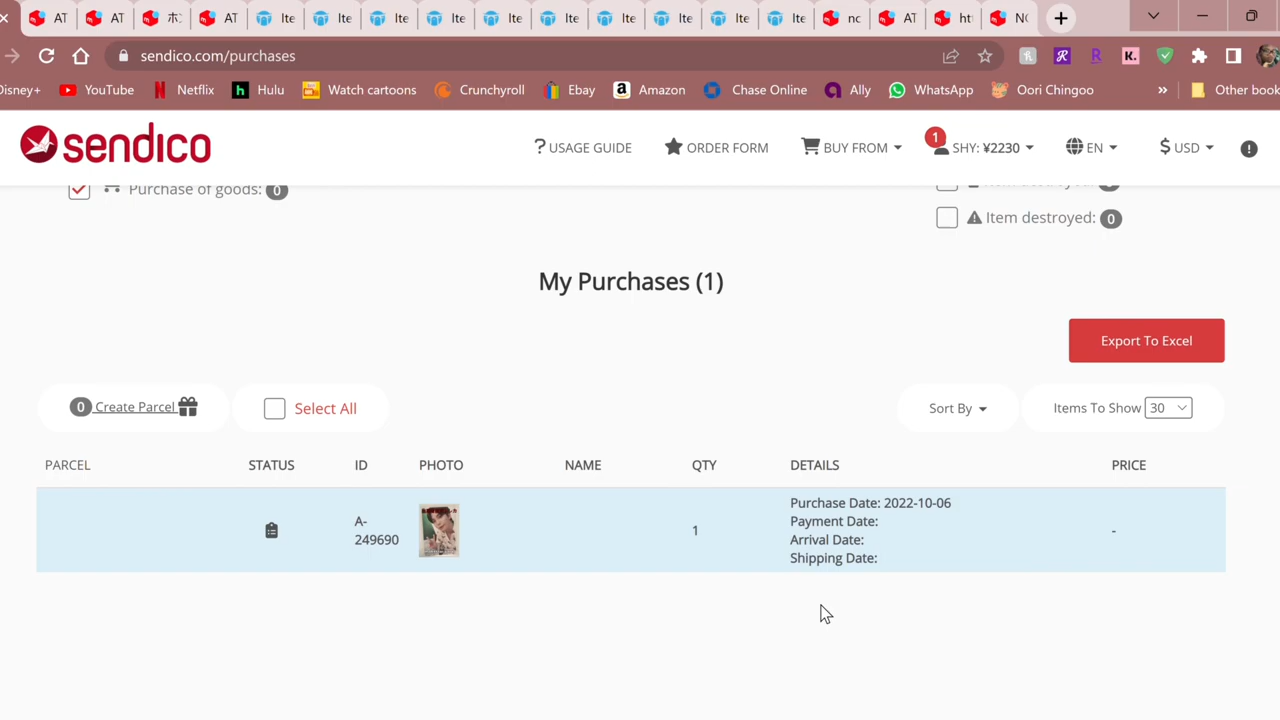 AT AT ホン AT Ite Ite Ite Ite Ite Ite Ite Ite Ite Ite nc AT ht NC
sendico.com/purchases
Disney+ YouTube Netflix Hulu Watch cartoons Crunchyroll Ebay Amazon Chase Online Ally WhatsApp Oori Chingoo » Other book
sendico
? USAGE GUIDE ORDER FORM BUY FROM 1 SHY: ¥2230 EN $ USD
Purchase of goods: 0
Item destroyed: 0
My Purchases (1)
Export To Excel
0 Create Parcel Select All Sort By Items To Show 30
PARCEL STATUS ID PHOTO NAME QTY DETAILS PRICE
A-
249690
1
Purchase Date: 2022-10-06
Payment Date:
Arrival Date:
Shipping Date:
-